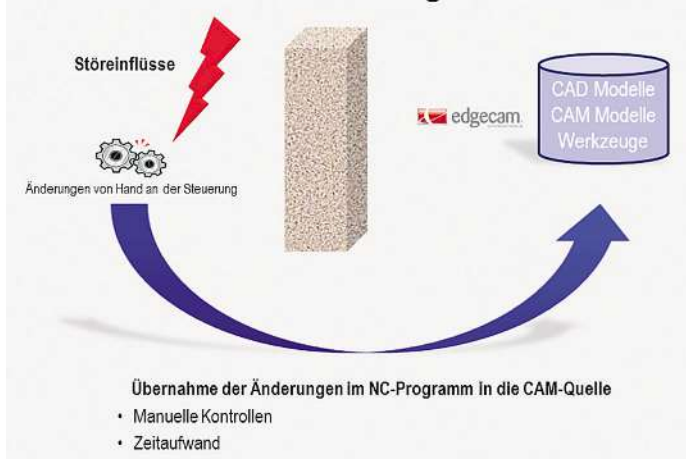 Störeinflüsse
edgecam
CAD Modelle
CAM Modelle
Werkzeuge
Änderungen von Hand an der Steuerung
Übernahme der Änderungen im NC-Programm in die CAM-Quelle
• Manuelle Kontrollen
• Zeitaufwand